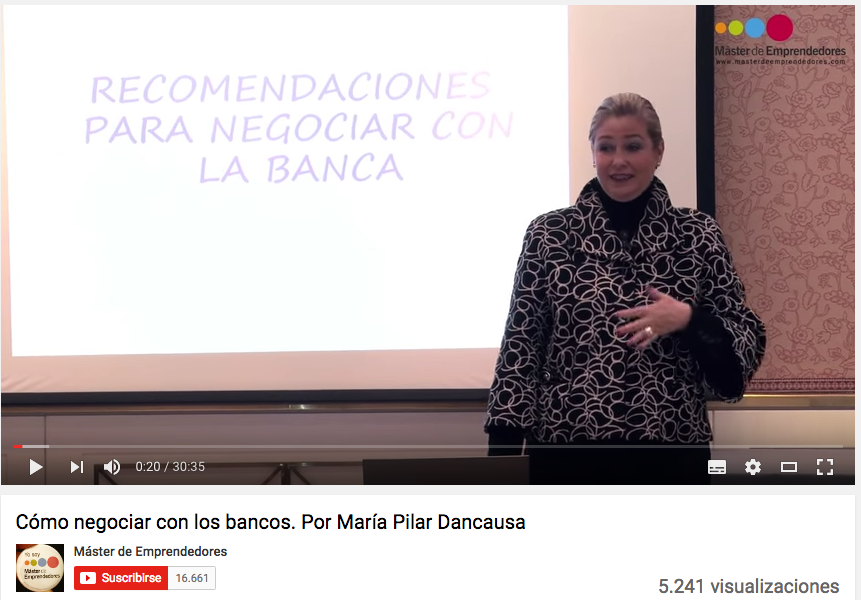 RECOMENDACIONES
PARA NEGOCIAR CON
LA BANCA
Máster de Emprendedores
www.masterdeemprendedores.com
0:20 / 30:35
Cómo negociar con los bancos. Por María Pilar Dancausa
Yo soy
Máster de
Emprendedores
Máster de Emprendedores
Suscribirse
16.661
5.241 visualizaciones